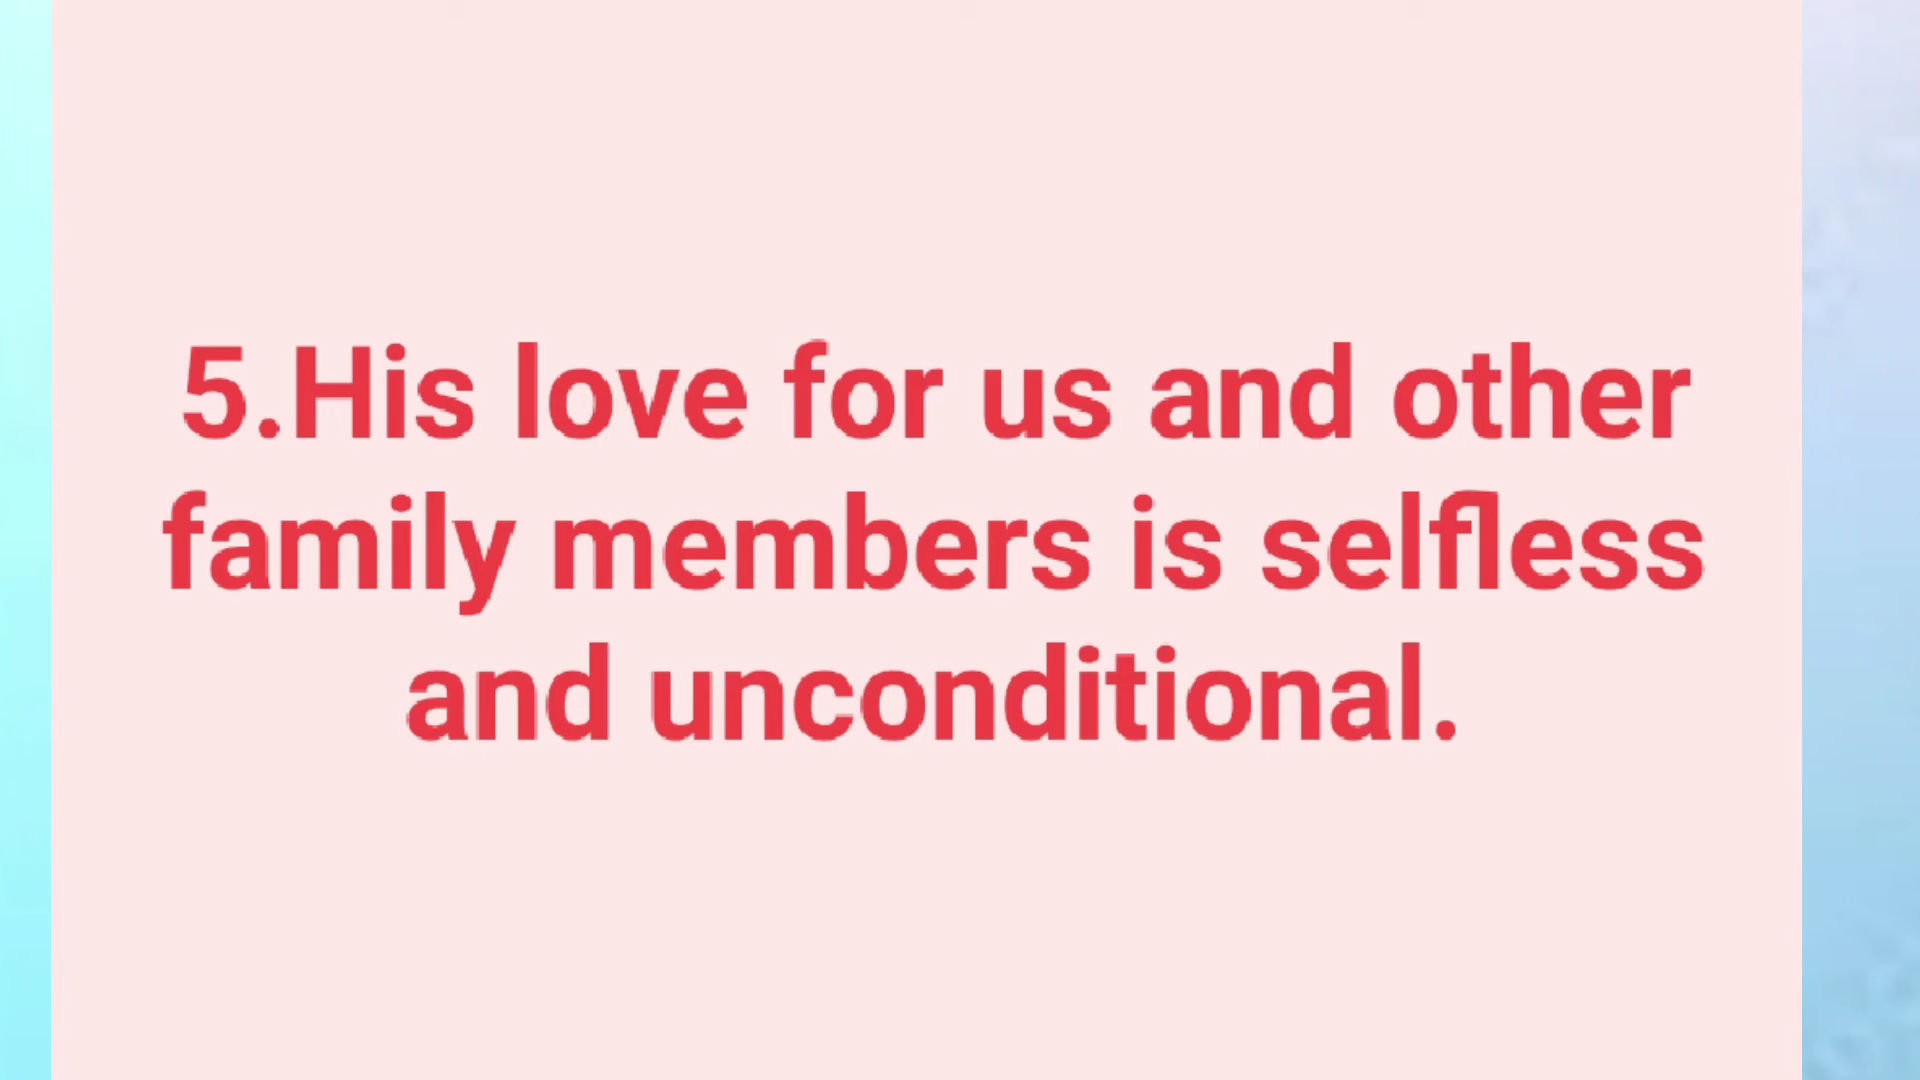 5.His love for us and other
family members is selfless
and unconditional.